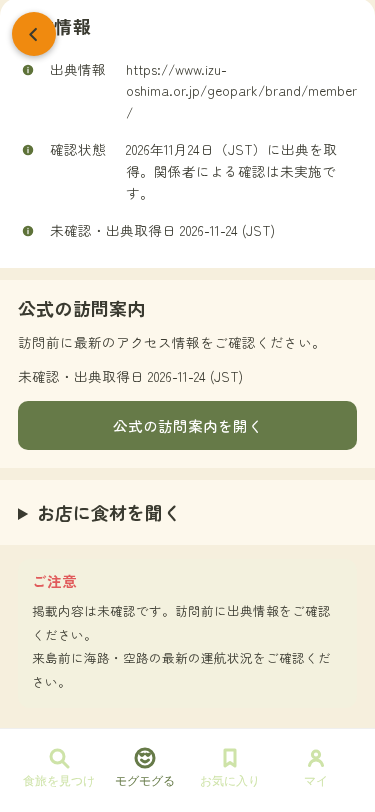 情報
出典情報
https://www.izu-
oshima.or.jp/geopark/brand/member
/
確認状態
2026年11月24日（JST）に出典を取
得。関係者による確認は未実施で
す。
未確認・出典取得日 2026-11-24 (JST)
公式の訪問案内
訪問前に最新のアクセス情報をご確認ください。
未確認・出典取得日 2026-11-24 (JST)
公式の訪問案内を開く
お店に食材を聞く
ご注意
掲載内容は未確認です。訪問前に出典情報をご確認
ください。
来島前に海路・空路の最新の運航状況をご確認くだ
さい。
食旅を見つけ
モグモグる
お気に入り
マイ